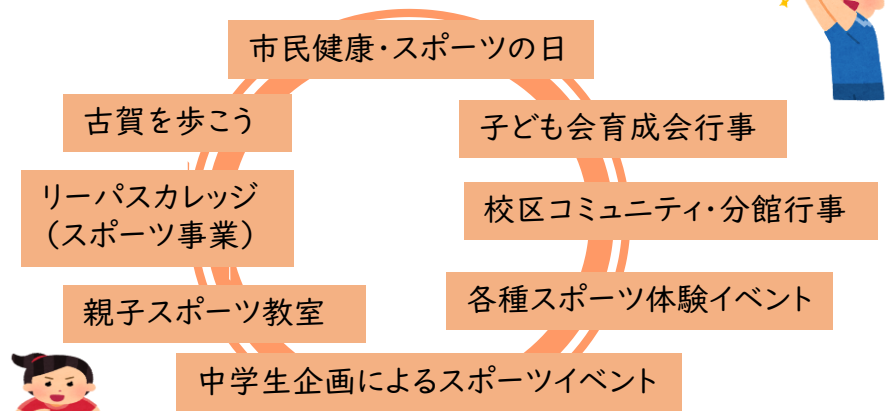 市民健康・スポーツの日
古賀を歩こう
子ども会育成会行事
リーパスカレッジ
（スポーツ事業）
校区コミュニティ・分館行事
親子スポーツ教室
各種スポーツ体験イベント
中学生企画によるスポーツイベント